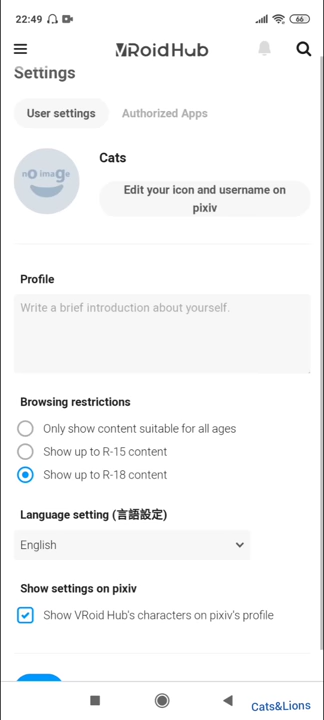 22:49
66
VRoidHub
Settings
User settings
Authorized Apps
no image
Cats
Edit your icon and username on
pixiv
Profile
Write a brief introduction about yourself.
Browsing restrictions
Only show content suitable for all ages
Show up to R-15 content
Show up to R-18 content
Language setting (言語設定)
English
Show settings on pixiv
Show VRoid Hub's characters on pixiv's profile
Cats&Lions